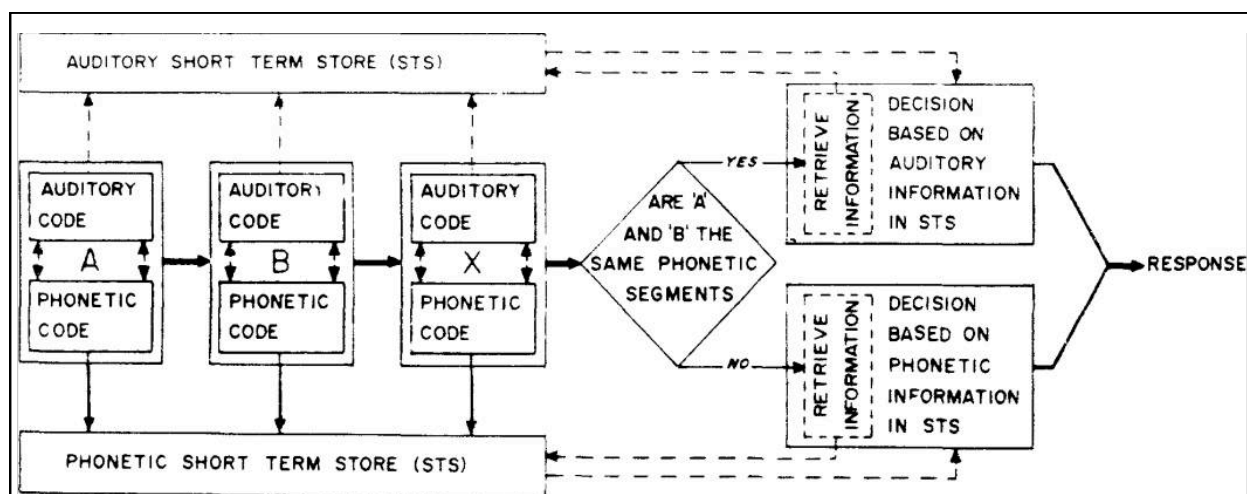 AUDITORY SHORT TERM STORE (STS)
AUDITORY
CODE
A
PHONETIC
CODE
AUDITORY
CODE
B
PHONETIC
CODE
AUDITORY
CODE
X
PHONETIC
CODE
PHONETIC SHORT TERM STORE (STS)
ARE 'A'
AND 'B' THE
SAME PHONETIC
SEGMENTS
YES
NO
RETRIEVE
INFORMATION
DECISION
BASED ON
AUDITORY
INFORMATION
IN STS
RETRIEVE
INFORMATION
DECISION
BASED ON
PHONETIC
INFORMATION
IN STS
RESPONSE